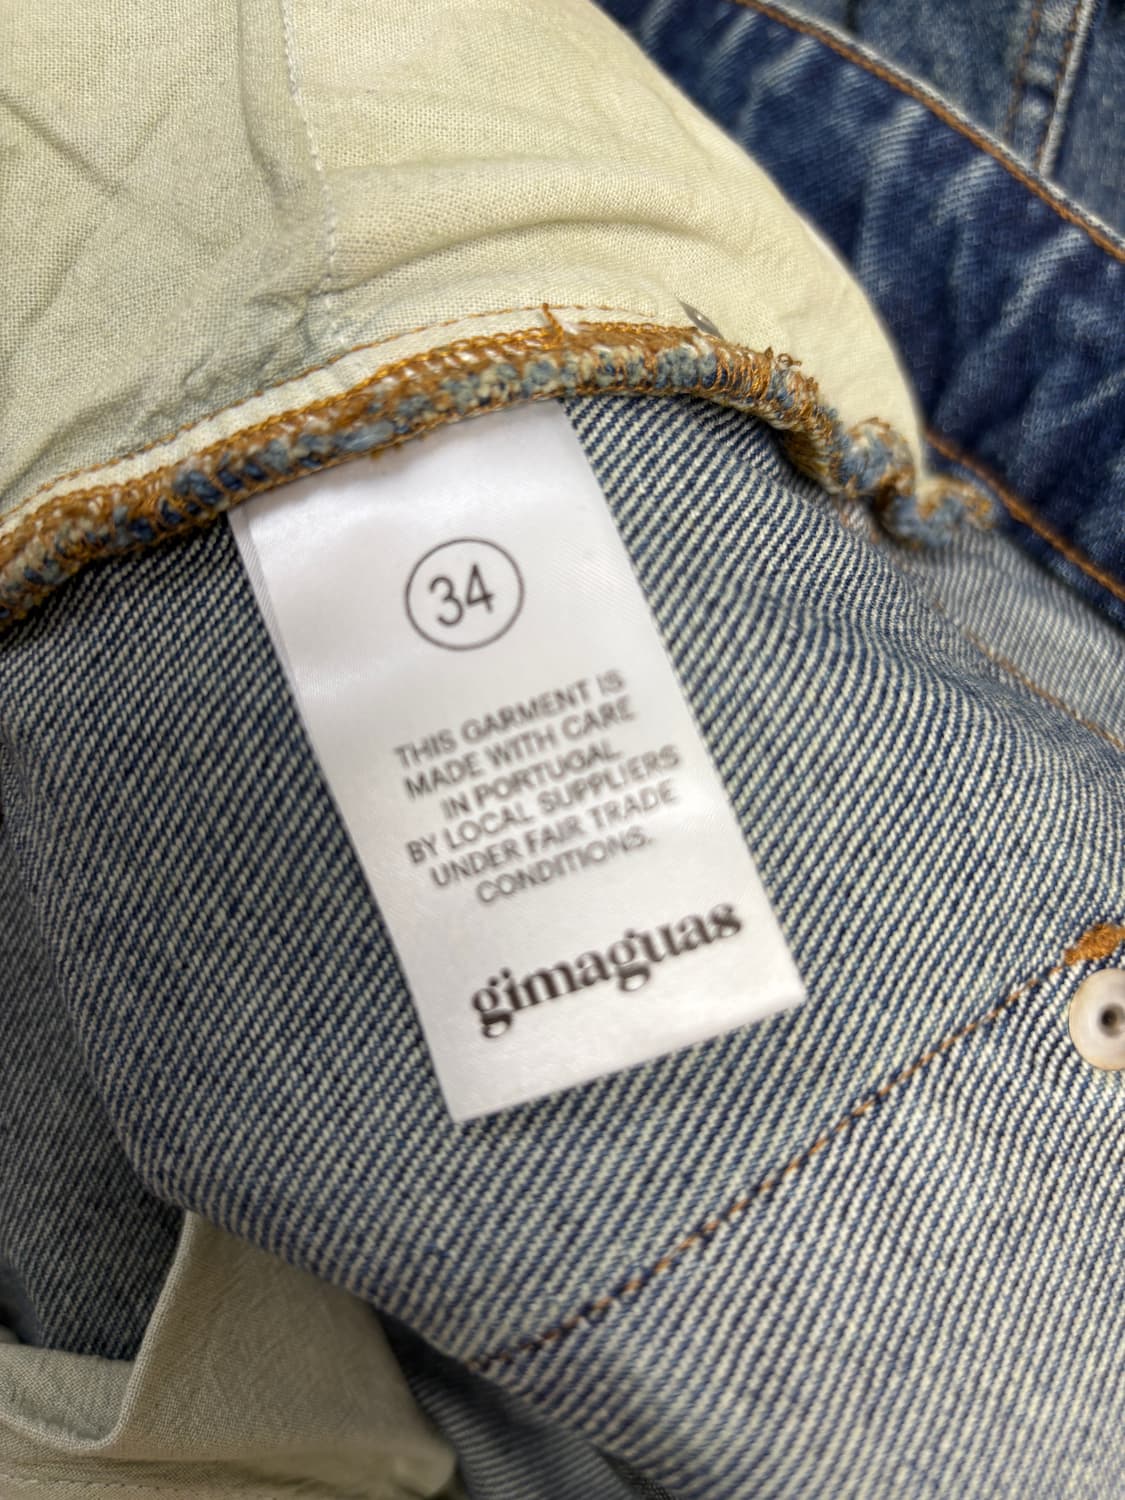 34
THIS GARMENT IS
MADE WITH CARE
IN PORTUGAL
BY LOCAL SUPPLIERS
UNDER FAIR TRADE
CONDITIONS.
gimaguas